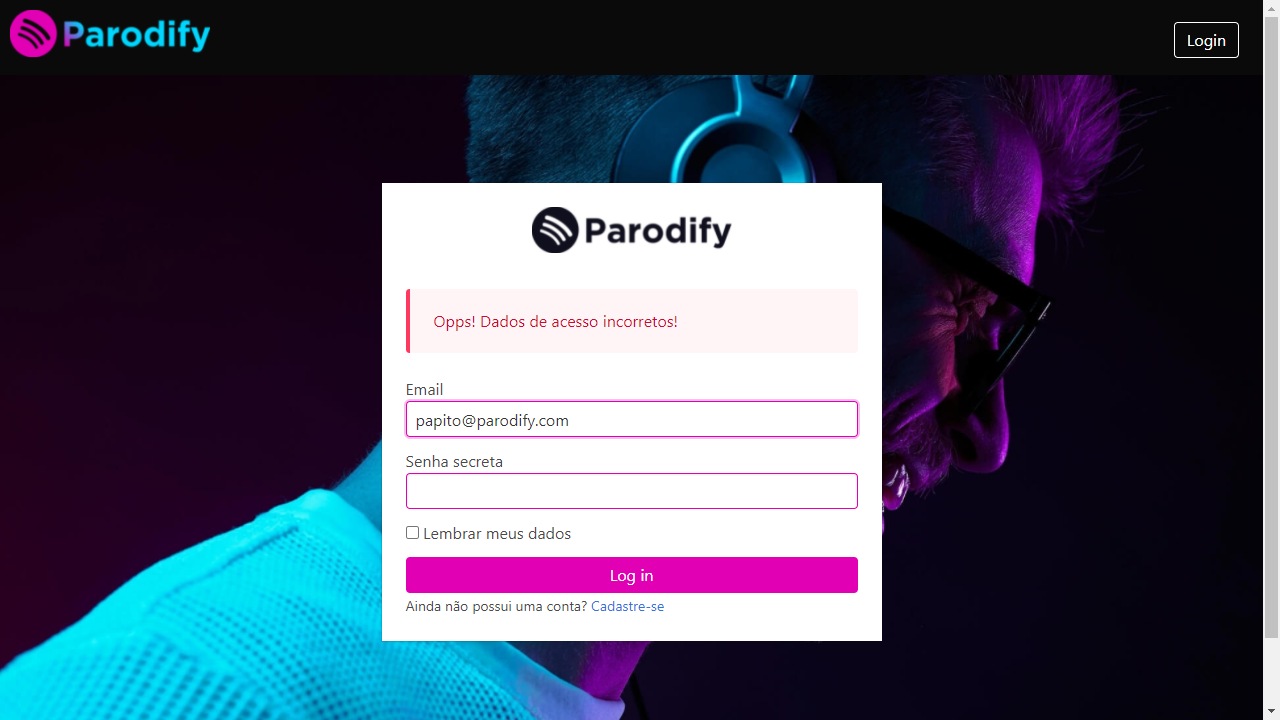 Parodify
Login
Parodify
Opps! Dados de acesso incorretos!
Email
papito@parodify.com
Senha secreta
Lembrar meus dados
Log in
Ainda não possui uma conta? Cadastre-se